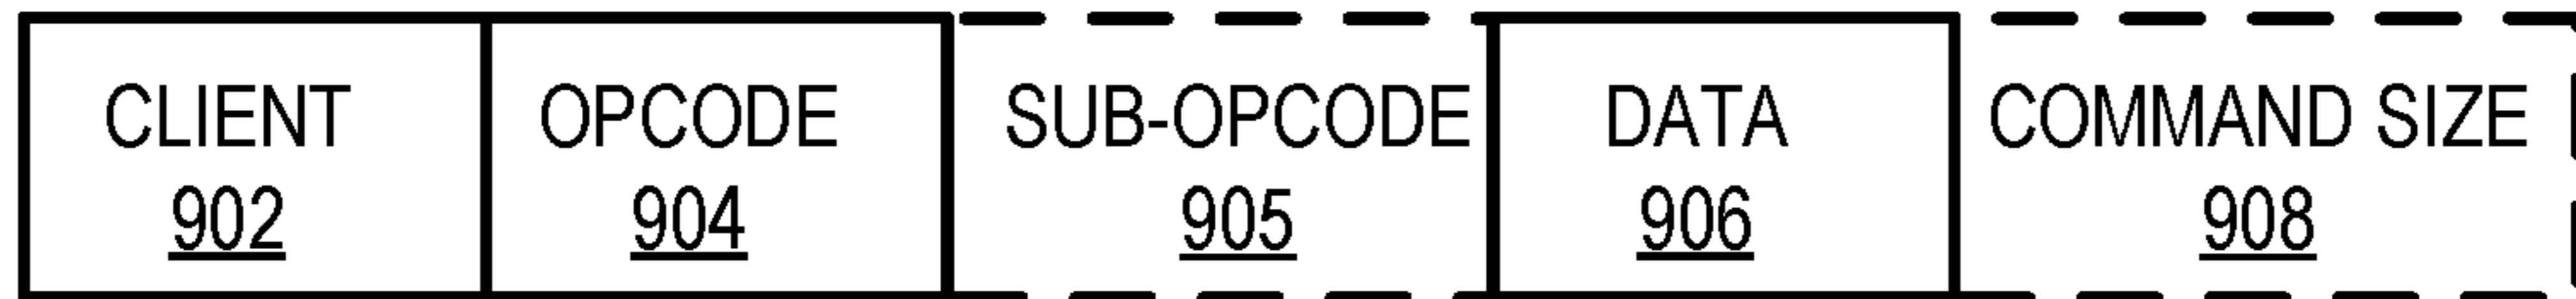 CLIENT OPCODE SUB-OPCODE DATA COMMAND SIZE
902 904 905 906 908